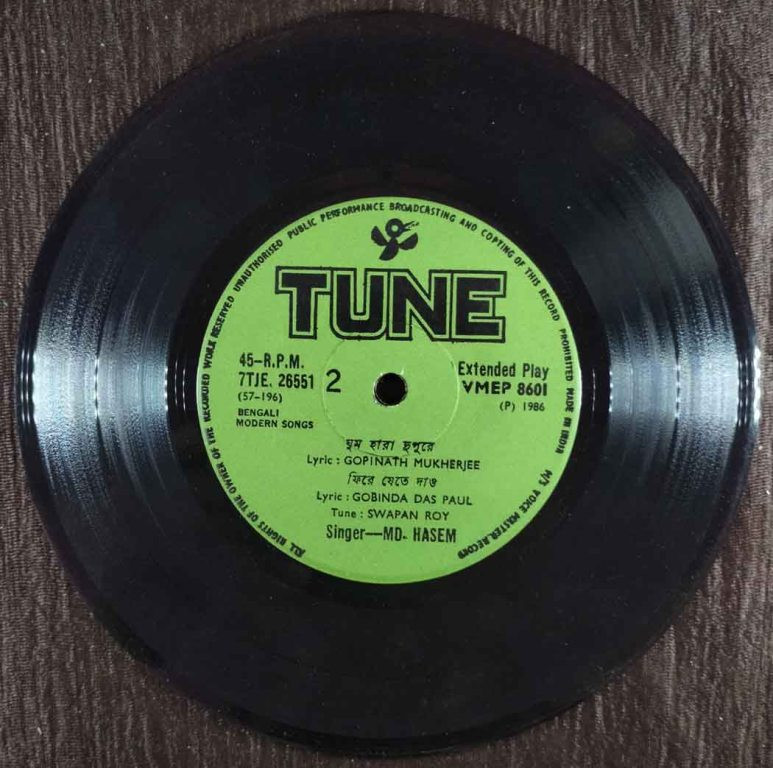 ALL RIGHTS OF THE OWNER OF THE RECORDED WORK RESERVED UNAUTHORISED PUBLIC PERFORMANCE BROADCASTING AND COPYING OF THIS RECORD PROHIBITED MADE IN INDIA M/S VOICE MASTER.RECORD
TUNE
45-R.P.M.
7TJE. 26551 2
(57-196)
BENGALI
MODERN SONGS
Extended Play
VMEP 8601
(P) 1986
ঘুম হারা দুপুরে
Lyric : GOPINATH MUKHERJEE
ফিরে যেতে দাও
Lyric : GOBINDA DAS PAUL
Tune : SWAPAN ROY
Singer—MD. HASEM